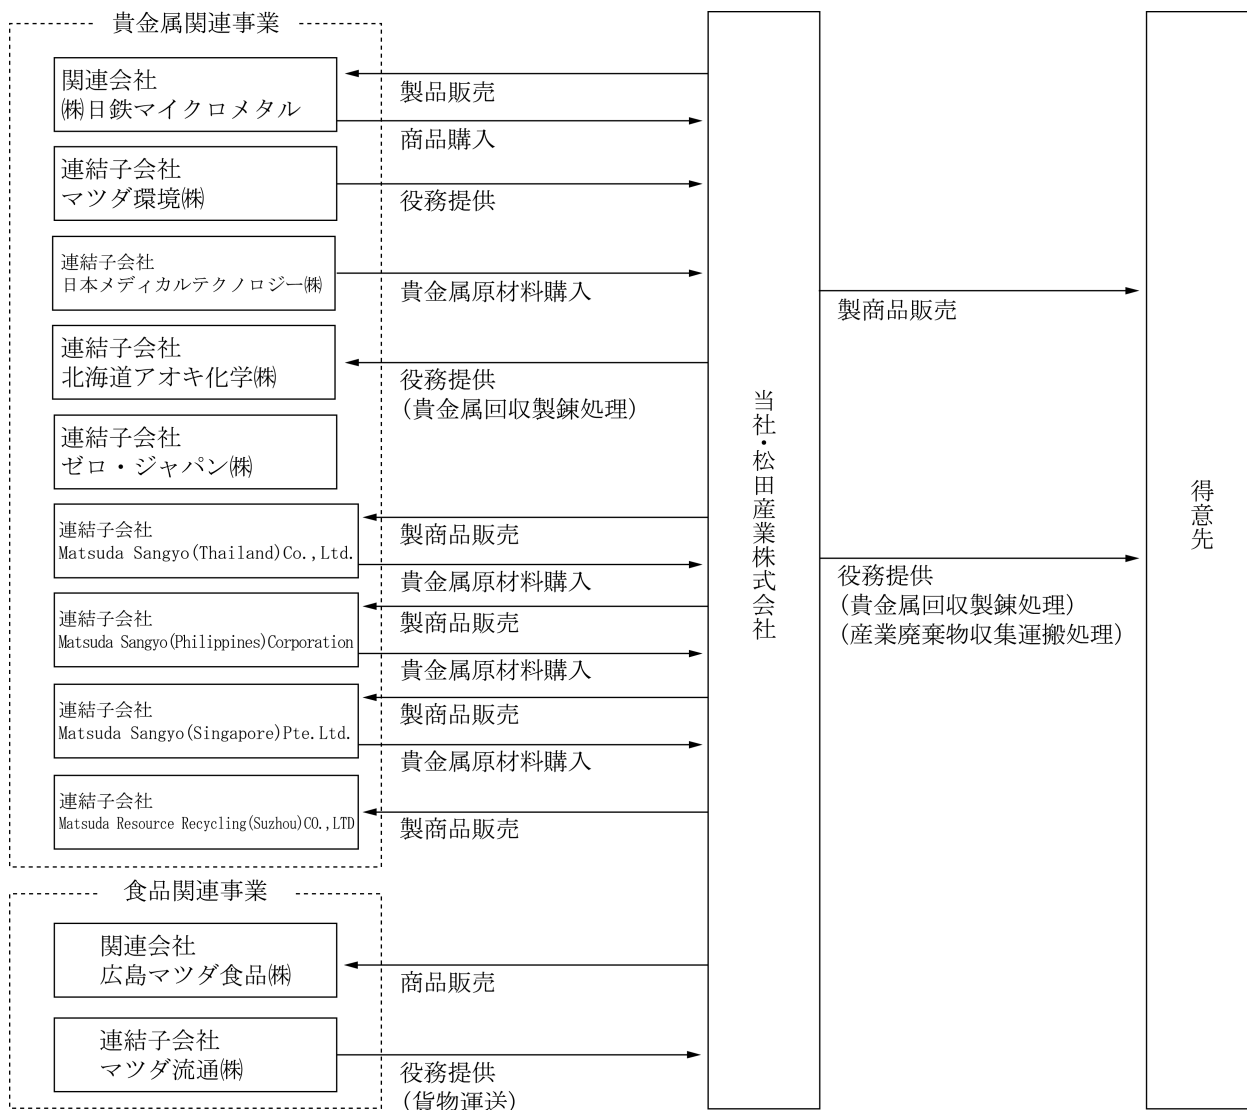 貴金属関連事業
関連会社
㈱日鉄マイクロメタル
製品販売
商品購入
連結子会社
マツダ環境㈱
役務提供
連結子会社
日本メディカルテクノロジー㈱
貴金属原材料購入
連結子会社
北海道アオキ化学㈱
役務提供
(貴金属回収製錬処理)
連結子会社
ゼロ・ジャパン㈱
連結子会社
Matsuda Sangyo(Thailand)Co.,Ltd.
製商品販売
貴金属原材料購入
連結子会社
Matsuda Sangyo(Philippines)Corporation
製商品販売
貴金属原材料購入
連結子会社
Matsuda Sangyo(Singapore)Pte.Ltd.
製商品販売
貴金属原材料購入
連結子会社
Matsuda Resource Recycling(Suzhou)CO.,LTD
製商品販売
食品関連事業
関連会社
広島マツダ食品㈱
商品販売
連結子会社
マツダ流通㈱
役務提供
(貨物運送)
当社・松田産業株式会社
製商品販売
役務提供
(貴金属回収製錬処理)
(産業廃棄物収集運搬処理)
得意先